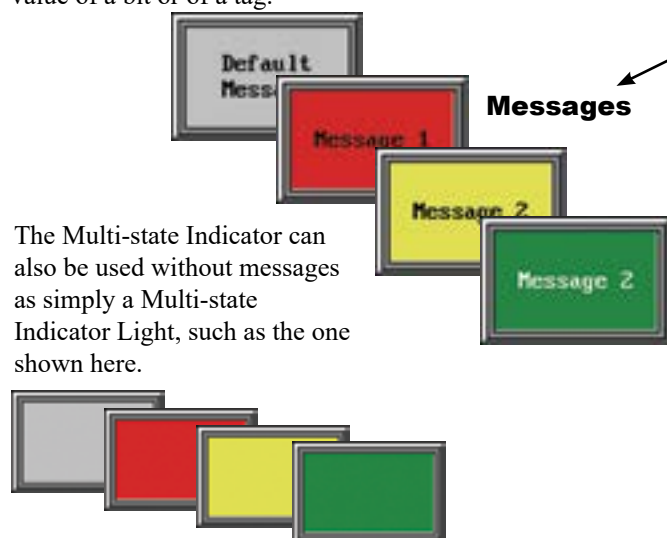 value of a bit or of a tag.
Default
Mess
Message 1
Messages
Message 2
Message 2
The Multi-state Indicator can
also be used without messages
as simply a Multi-state
Indicator Light, such as the one
shown here.